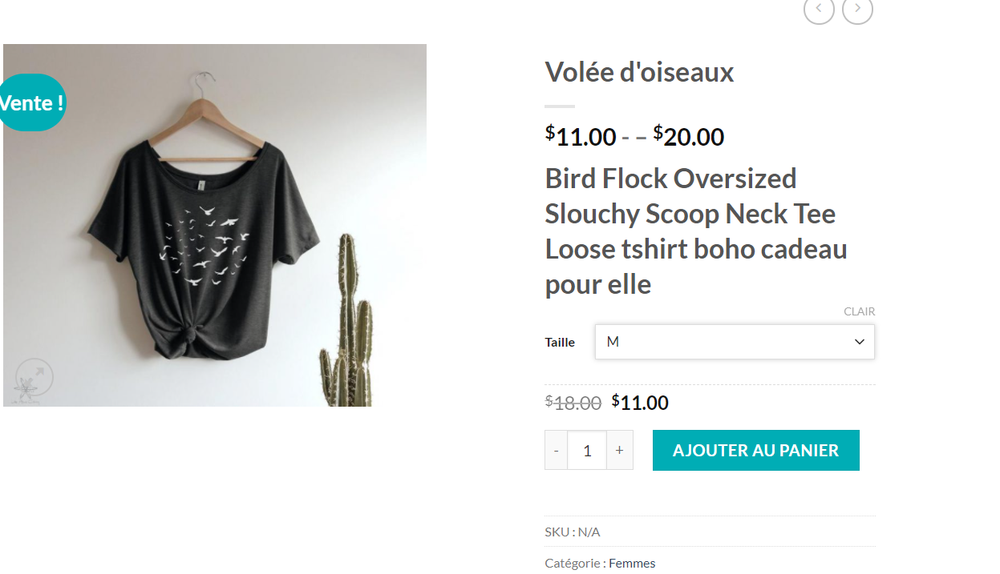 Vente !
Volée d'oiseaux
$11.00 - – $20.00
Bird Flock Oversized
Slouchy Scoop Neck Tee
Loose tshirt boho cadeau
pour elle
CLAIR
Taille
M
$18.00 $11.00
- 1 +
AJOUTER AU PANIER
SKU : N/A
Catégorie : Femmes